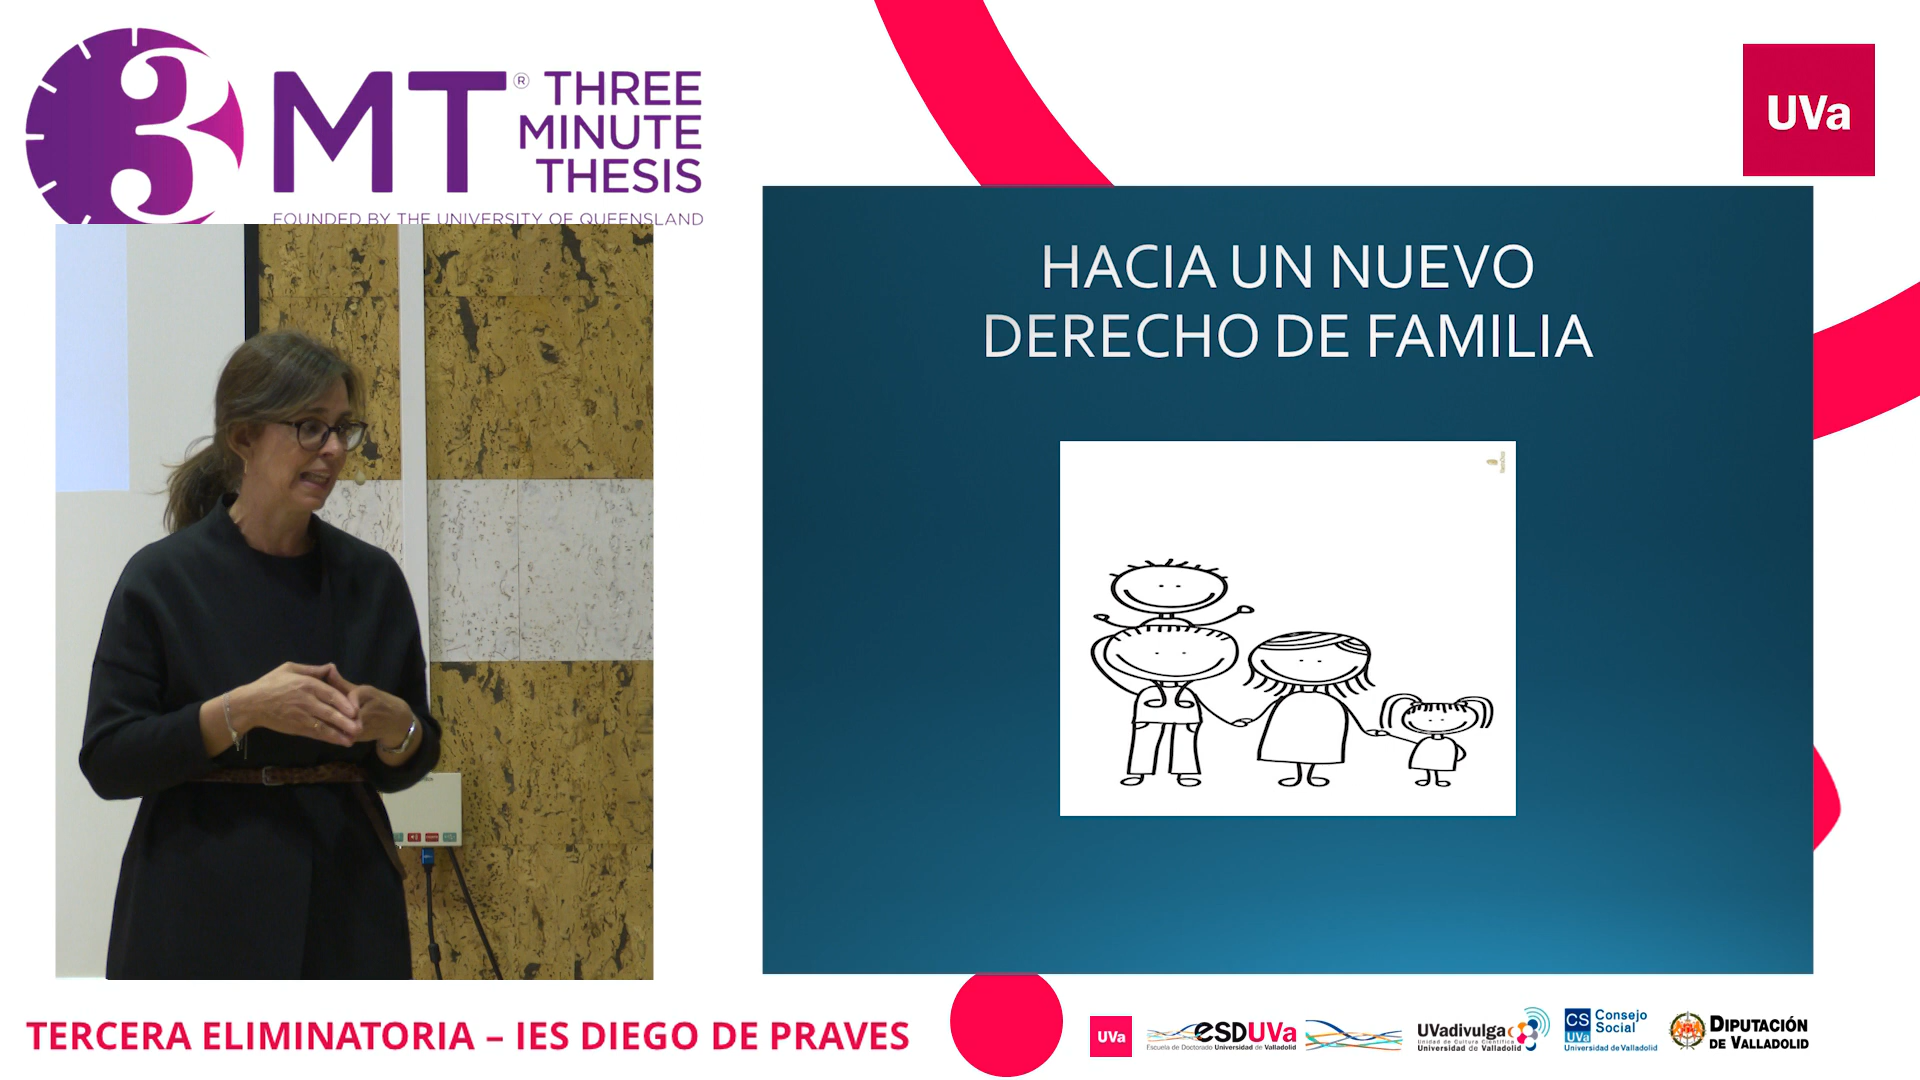 3
MT®
THREE
MINUTE
THESIS
FOUNDED BY THE UNIVERSITY OF QUEENSLAND
UVa
HACIA UN NUEVO
DERECHO DE FAMILIA
TERCERA ELIMINATORIA – IES DIEGO DE PRAVES
UVa
esDUVa
Escuela de Doctorado Universidad de Valladolid
UVadivulga
Unidad de Cultura Científica
Universidad de Valladolid
CS
UVa
Consejo
Social
Universidad de Valladolid
DIPUTACIÓN
DE VALLADOLID